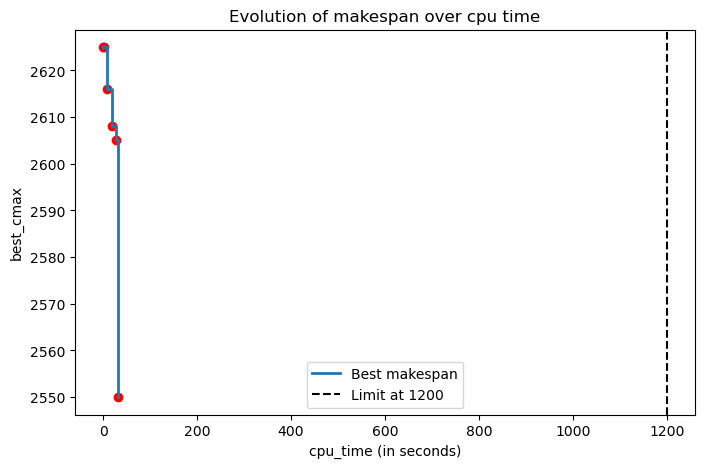 Evolution of makespan over cpu time
2620
2610
2600
2590
2580
2570
2560
2550
best_cmax
Best makespan
Limit at 1200
0 200 400 600 800 1000 1200
cpu_time (in seconds)